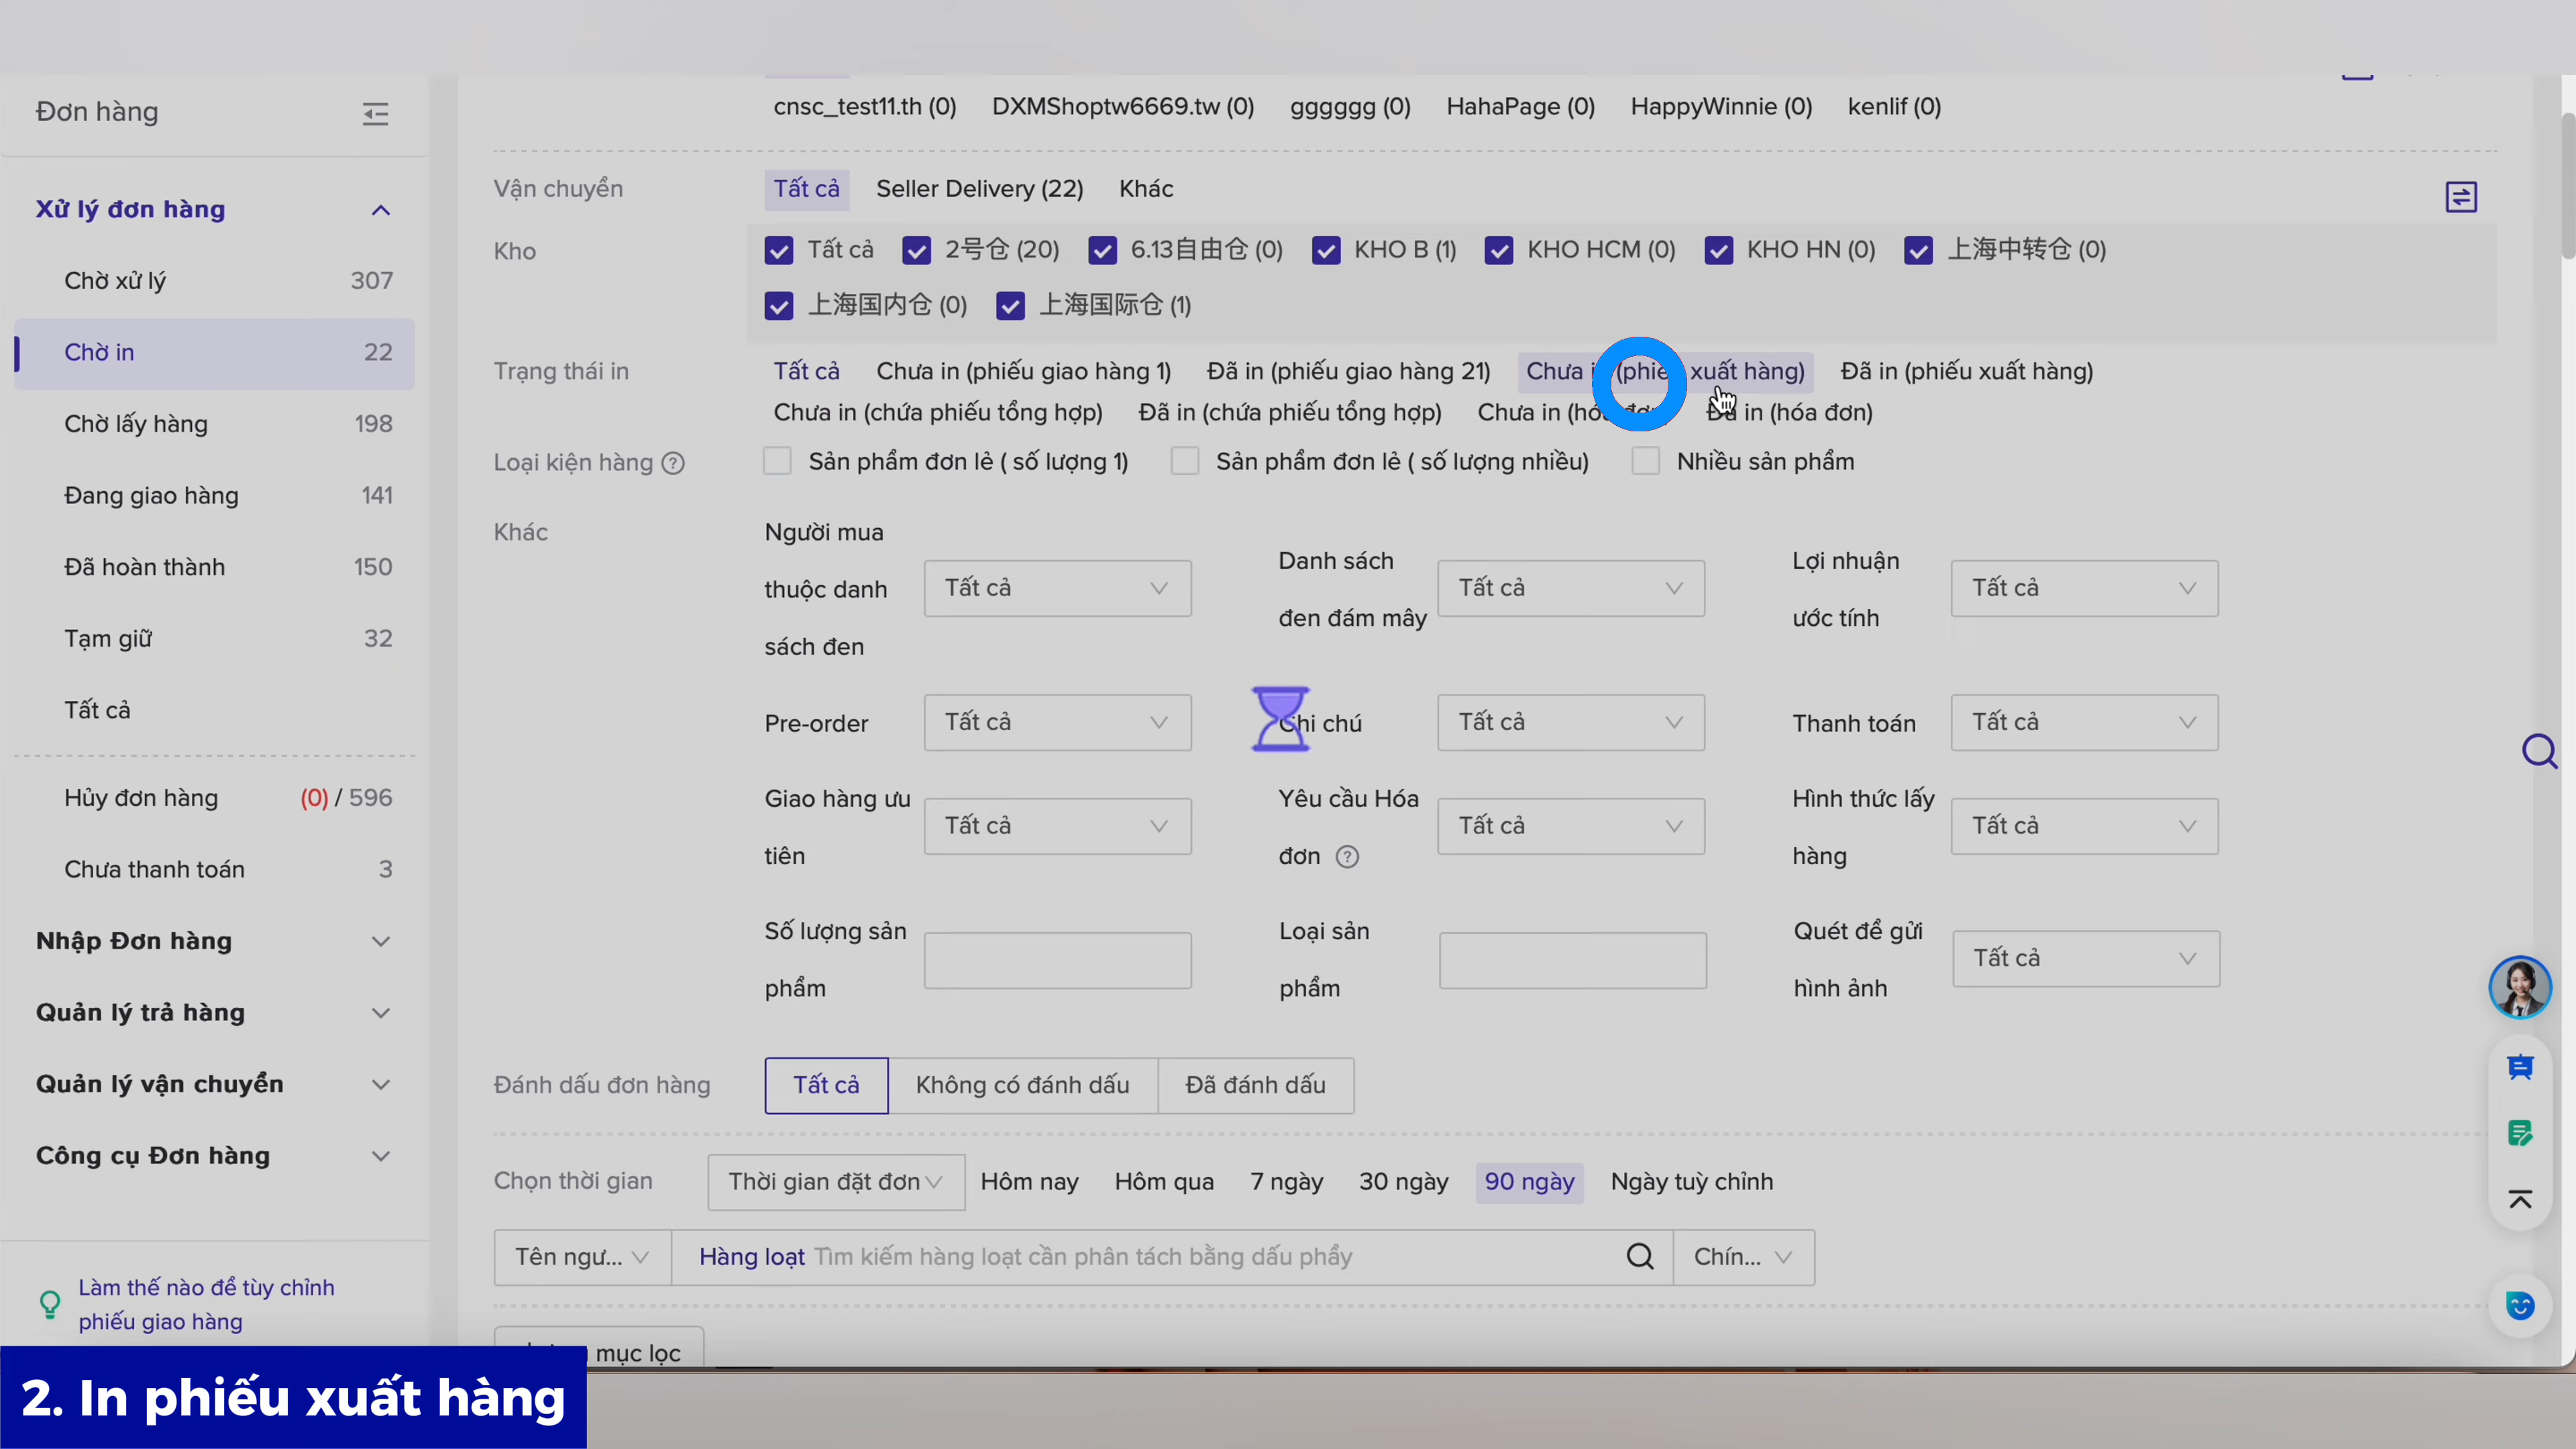 cnsc_test11.th (0) DXMShoptw6669.tw (0) gggggg (0) HahaPage (0) HappyWinnie (0) kenlif (0)
Đơn hàng
Xử lý đơn hàng
Chờ xử lý 307
Chờ in 22
Chờ lấy hàng 198
Đang giao hàng 141
Đã hoàn thành 150
Tạm giữ 32
Tất cả
Hủy đơn hàng (0) / 596
Chưa thanh toán 3
Nhập Đơn hàng
Quản lý trả hàng
Quản lý vận chuyển
Công cụ Đơn hàng
Làm thế nào để tùy chỉnh
phiếu giao hàng
Vận chuyển Tất cả Seller Delivery (22) Khác
Kho Tất cả 2号仓 (20) 6.13自由仓 (0) KHO B (1) KHO HCM (0) KHO HN (0) 上海中转仓 (0)
上海国内仓 (0) 上海国际仓 (1)
Trạng thái in Tất cả Chưa in (phiếu giao hàng 1) Đã in (phiếu giao hàng 21) Chưa in (phiếu xuất hàng) Đã in (phiếu xuất hàng)
Chưa in (chứa phiếu tổng hợp) Đã in (chứa phiếu tổng hợp) Chưa in (hóa đơn) Đã in (hóa đơn)
Loại kiện hàng Sản phẩm đơn lẻ ( số lượng 1) Sản phẩm đơn lẻ ( số lượng nhiều) Nhiều sản phẩm
Khác
Người mua
thuộc danh
sách đen
Tất cả
Danh sách
đen đám mây
Tất cả
Lợi nhuận
ước tính
Tất cả
Pre-order Tất cả Ghi chú Tất cả Thanh toán Tất cả
Giao hàng ưu
tiên
Tất cả
Yêu cầu Hóa
đơn
Tất cả
Hình thức lấy
hàng
Tất cả
Số lượng sản
phẩm
Loại sản
phẩm
Quét để gửi
hình ảnh
Tất cả
Đánh dấu đơn hàng Tất cả Không có đánh dấu Đã đánh dấu
Chọn thời gian Thời gian đặt đơn Hôm nay Hôm qua 7 ngày 30 ngày 90 ngày Ngày tuỳ chỉnh
Tên ngư... Hàng loạt Tìm kiếm hàng loạt cần phân tách bằng dấu phẩy Chín...
mục lọc
2. In phiếu xuất hàng